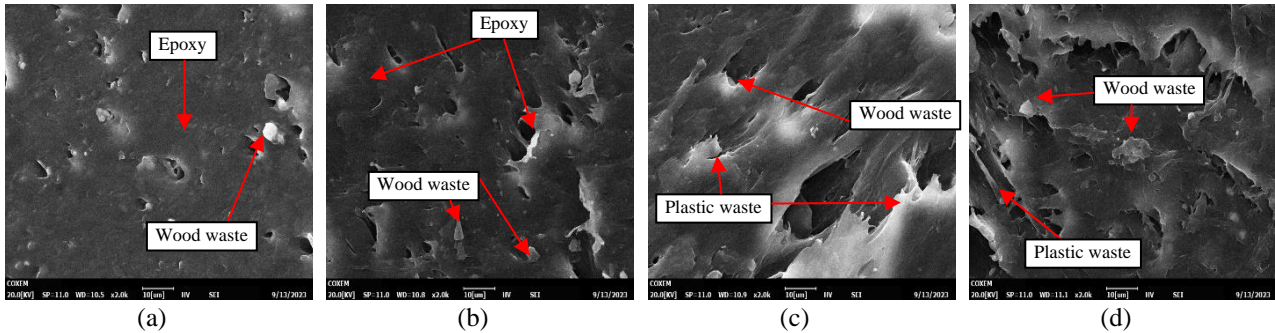 Epoxy
Wood waste
COXEM
20.0[KV] SP=11.0 WD=10.5 x2.0k 10[um] HV SEI 9/13/2023
(a)
Epoxy
Wood waste
COXEM
20.0[KV] SP=11.0 WD=10.8 x2.0k 10[um] HV SEI 9/13/2023
(b)
Wood waste
Plastic waste
COXEM
20.0[KV] SP=11.0 WD=10.9 x2.0k 10[um] HV SEI 9/13/2023
(c)
Wood waste
Plastic waste
COXEM
20.0[KV] SP=11.0 WD=11.1 x2.0k 10[um] HV SEI 9/13/2023
(d)